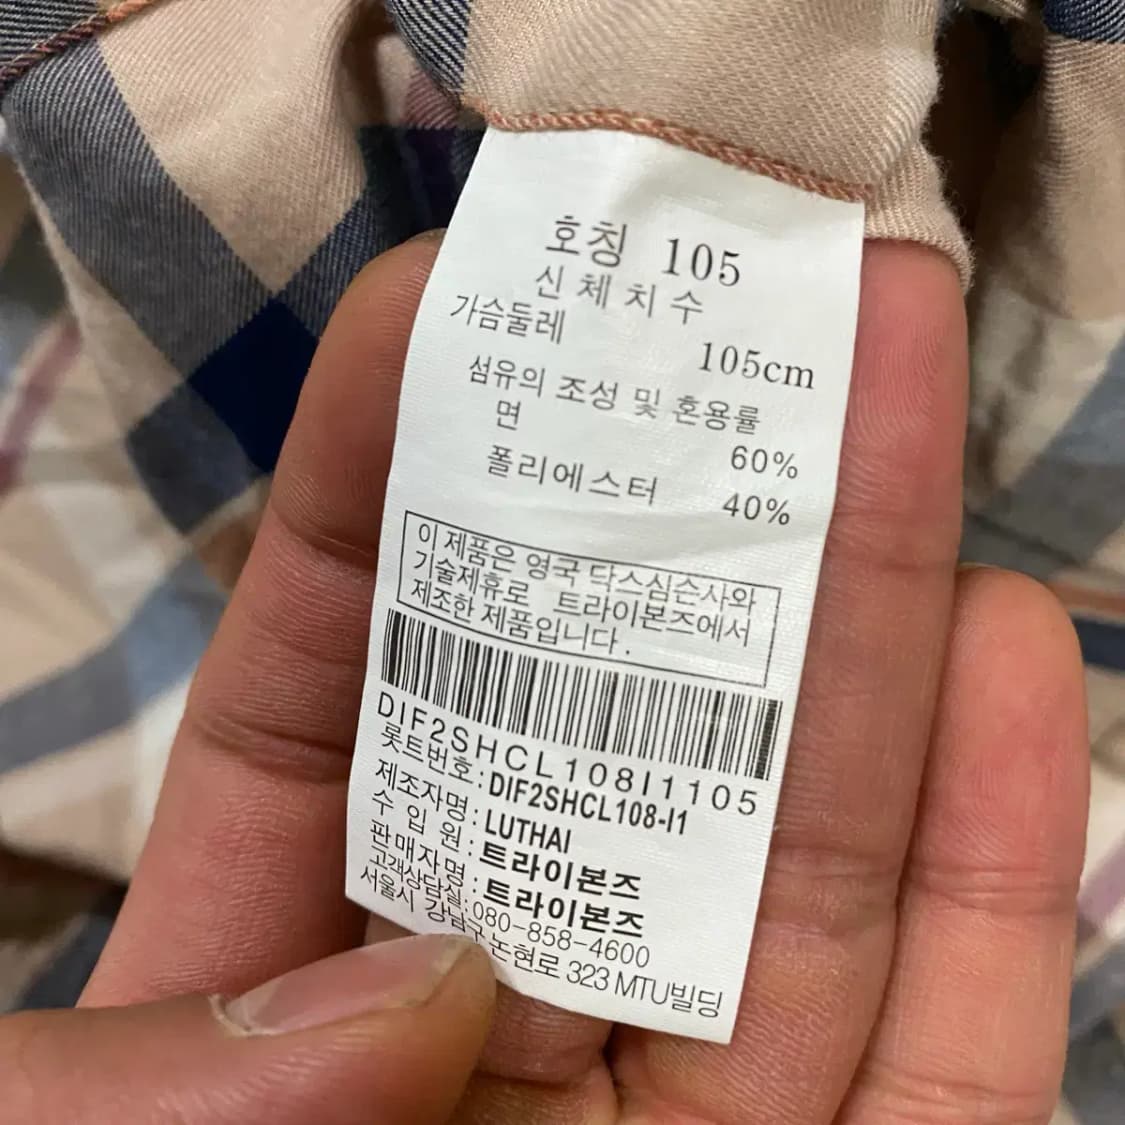 호칭 105
신체치수
가슴둘레 105cm
섬유의 조성 및 혼용률
면 60%
폴리에스터 40%
이 제품은 영국 닥스심슨사와
기술제휴로 트라이본즈에서
제조한 제품입니다.
DIF2SHCL108I1105
롯트번호: DIF2SHCL108-I1
제조자명: LUTHAI
수입원: 트라이본즈
판매자명: 트라이본즈
고객상담실: 080-858-4600
서울시 강남구 논현로 323 MTU빌딩